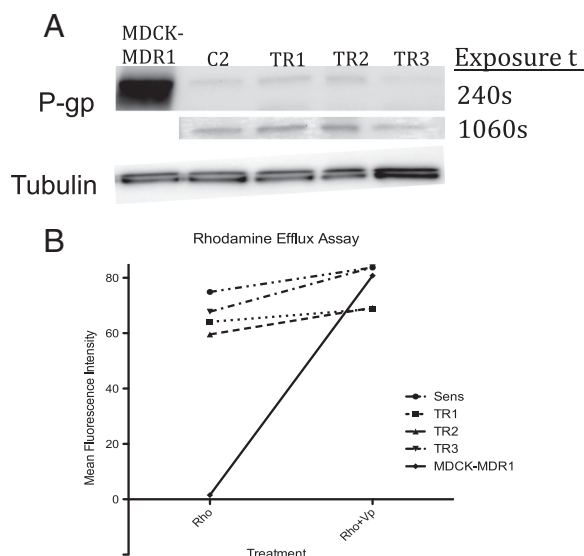 A
MDCK-
MDR1 C2 TR1 TR2 TR3 Exposure t
P-gp
240s
1060s
Tubulin
B
Rhodamine Efflux Assay
Mean Fluorescence Intensity
80
60
40
20
0
Rho
Rho+Vp
Treatment
Sens
TR1
TR2
TR3
MDCK-MDR1